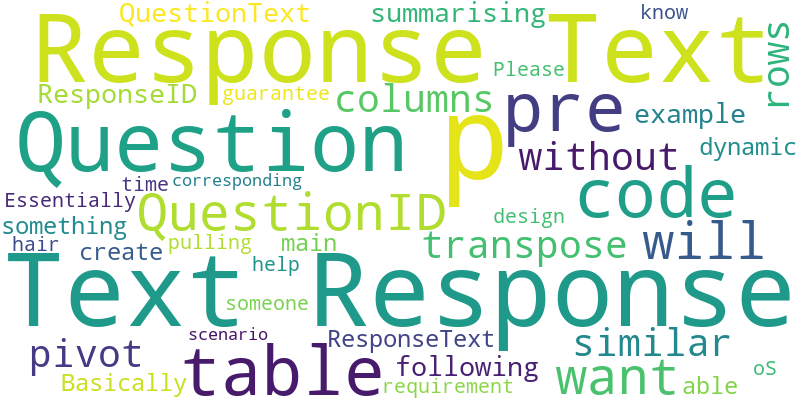 QuestionText summarising know
Response Text rows
Please
ResponseID guarantee columns pre example
Question p without dynamic
time corresponding code
Essentially QuestionID design
something transpose will
hair create pulling main
Text help Response
someone
scenario ResponseText similar
pivot table following want oS
Basically requirement able